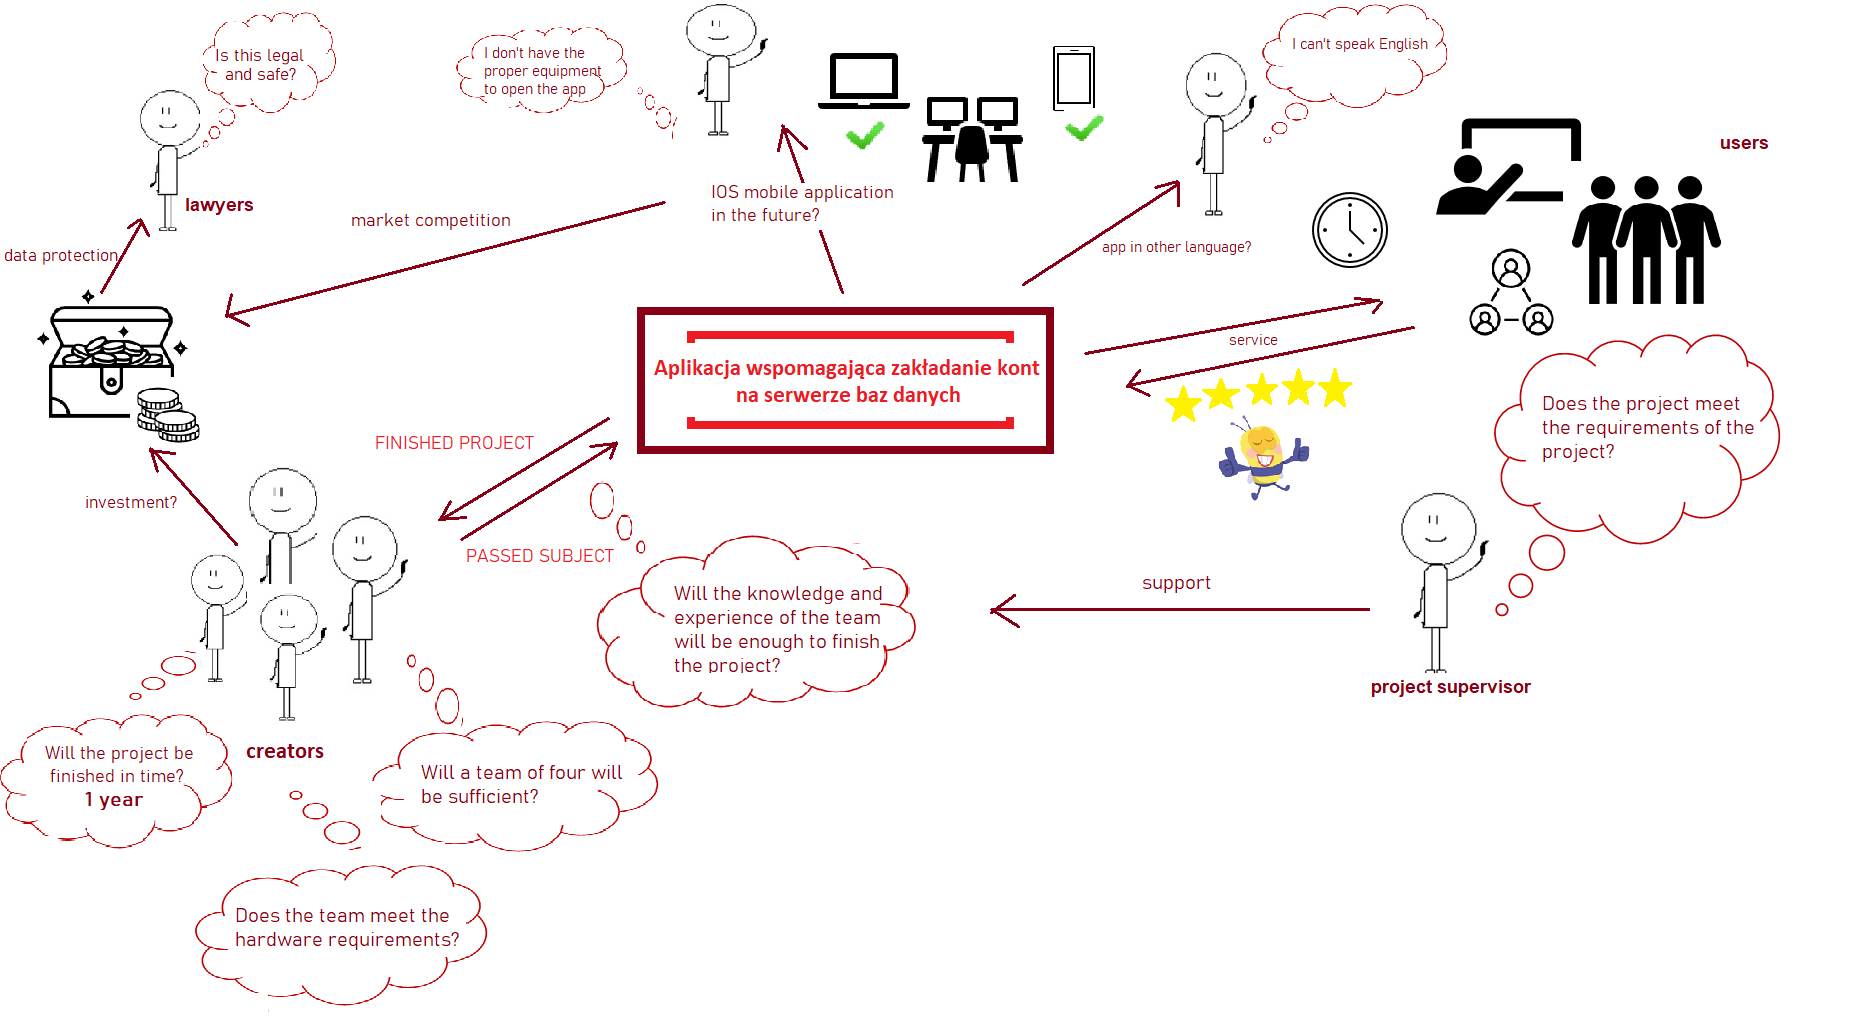 Is this legal
and safe?
I don't have the
proper equipment
to open the app
I can't speak English
users
lawyers
IOS mobile application
in the future?
market competition
app in other language?
data protection
service
Aplikacja wspomagająca zakładanie kont
na serwerze baz danych
Does the project meet
the requirements of the
project?
FINISHED PROJECT
investment?
PASSED SUBJECT
support
Will the knowledge and
experience of the team
will be enough to finish
the project?
project supervisor
creators
Will the project be
finished in time?
1 year
Will a team of four will
be sufficient?
Does the team meet the
hardware requirements?